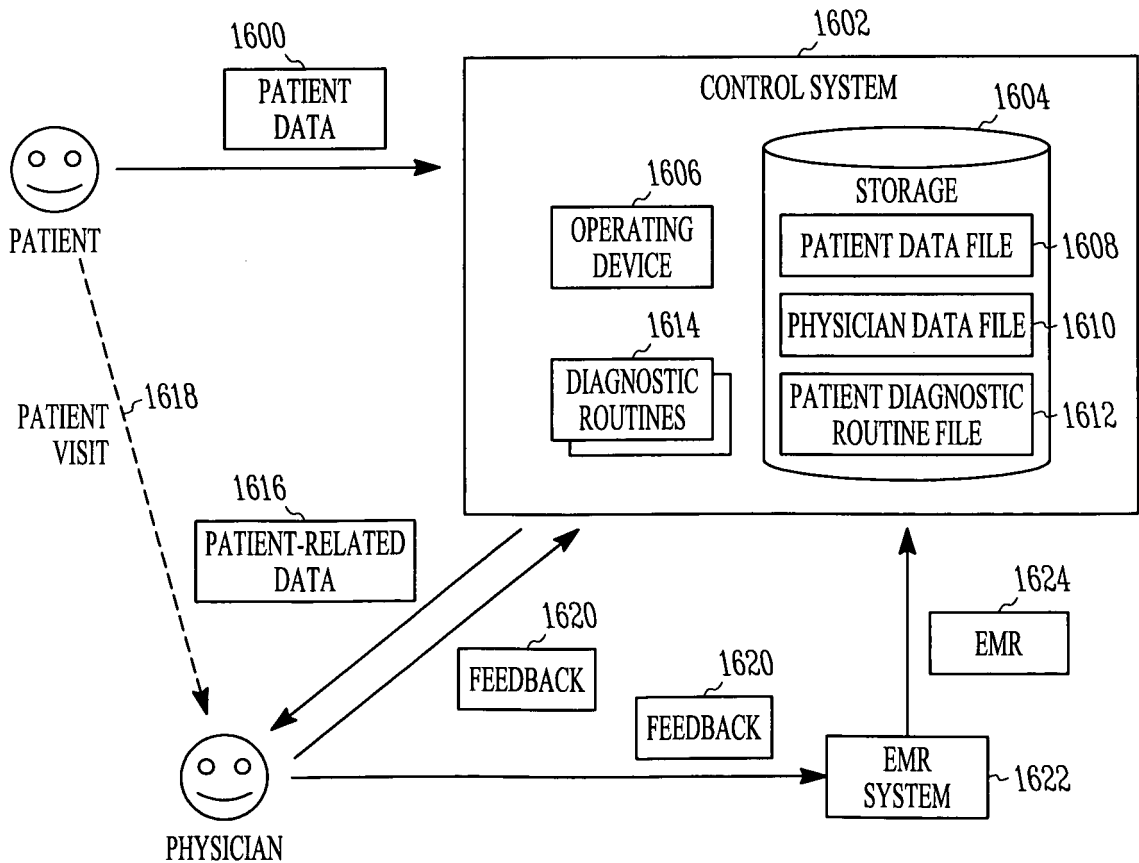 1600
PATIENT
DATA
PATIENT
1602
CONTROL SYSTEM
1604
STORAGE
1606
OPERATING
DEVICE
PATIENT DATA FILE
1608
PHYSICIAN DATA FILE
1610
1614
DIAGNOSTIC
ROUTINES
PATIENT DIAGNOSTIC
ROUTINE FILE
1612
PATIENT
VISIT
1618
1616
PATIENT-RELATED
DATA
1620
FEEDBACK
1620
FEEDBACK
1624
EMR
EMR
SYSTEM
1622
PHYSICIAN